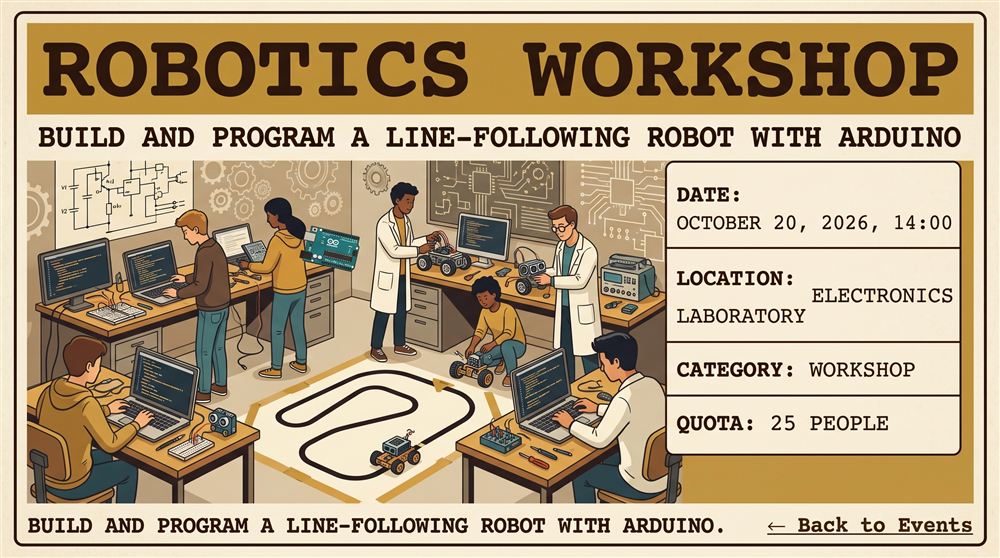 ROBOTICS WORKSHOP
BUILD AND PROGRAM A LINE-FOLLOWING ROBOT WITH ARDUINO
DATE:
OCTOBER 20, 2026, 14:00
LOCATION: ELECTRONICS
LABORATORY
CATEGORY: WORKSHOP
QUOTA: 25 PEOPLE
BUILD AND PROGRAM A LINE-FOLLOWING ROBOT WITH ARDUINO.
← Back to Events